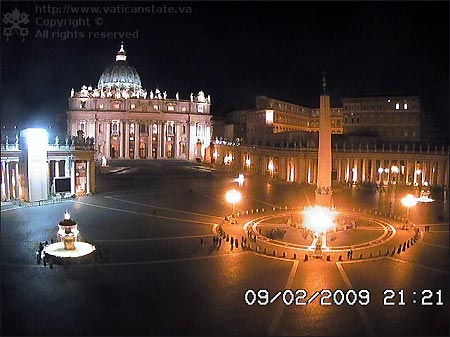 http://www.vaticanstate.va
Copyright ©
All rights reserved
09/02/2009 21:21